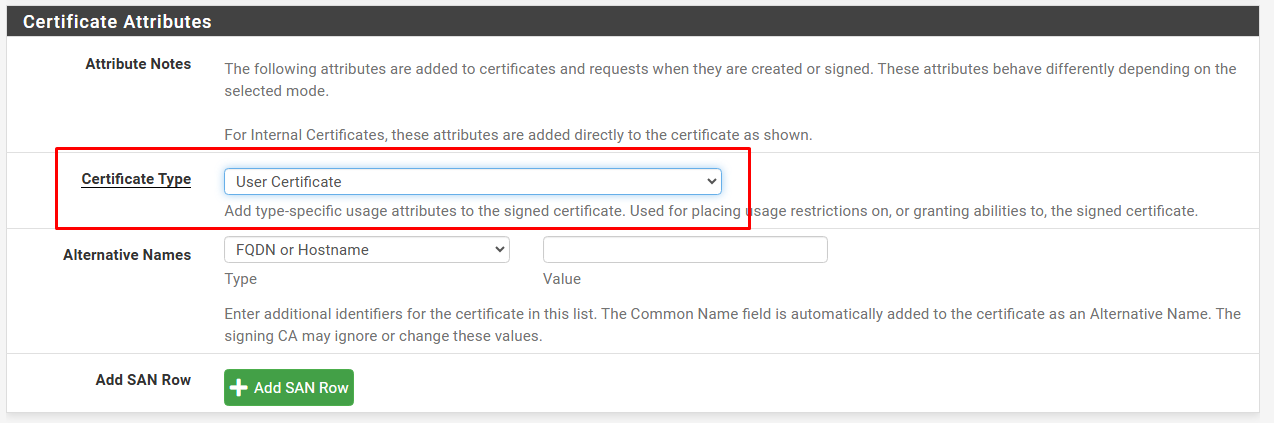 Certificate Attributes
Attribute Notes
The following attributes are added to certificates and requests when they are created or signed. These attributes behave differently depending on the
selected mode.
For Internal Certificates, these attributes are added directly to the certificate as shown.
Certificate Type
User Certificate
Add type-specific usage attributes to the signed certificate. Used for placing usage restrictions on, or granting abilities to, the signed certificate.
Alternative Names
FQDN or Hostname
Type
Value
Enter additional identifiers for the certificate in this list. The Common Name field is automatically added to the certificate as an Alternative Name. The
signing CA may ignore or change these values.
Add SAN Row
Add SAN Row